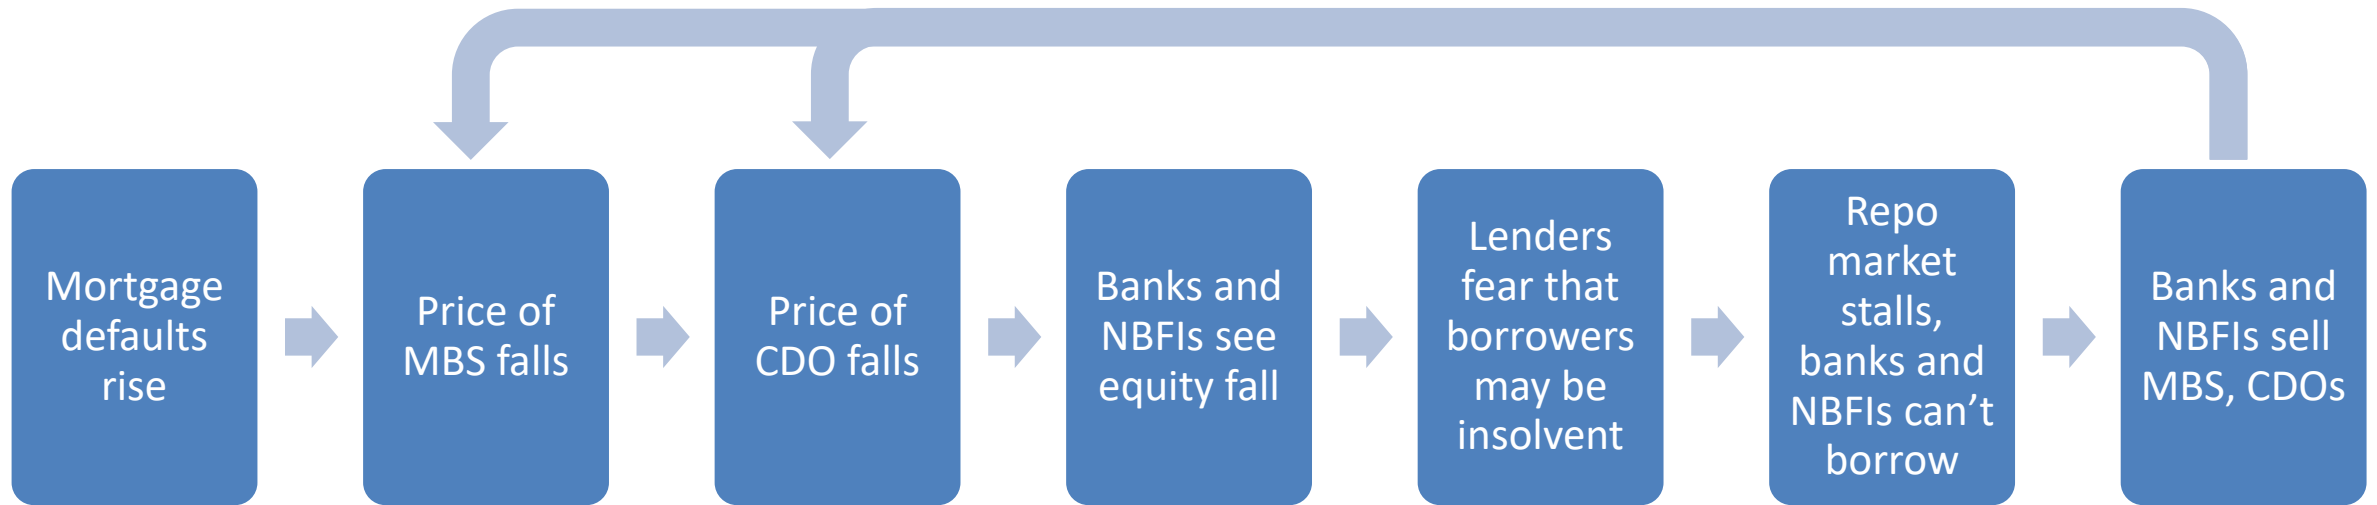 Mortgage
defaults
rise
Price of
MBS falls
Price of
CDO falls
Banks and
NBFIs see
equity fall
Lenders
fear that
borrowers
may be
insolvent
Repo
market
stalls,
banks and
NBFIs can’t
borrow
Banks and
NBFIs sell
MBS, CDOs